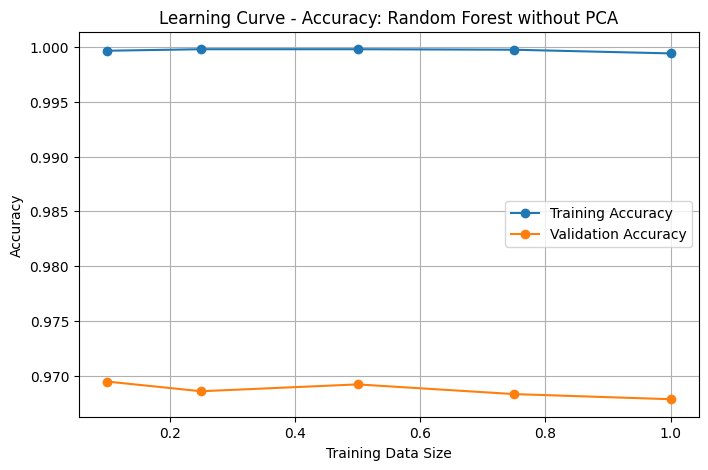 Learning Curve - Accuracy: Random Forest without PCA
Accuracy
1.000
0.995
0.990
0.985
0.980
0.975
0.970
Training Accuracy
Validation Accuracy
0.2 0.4 0.6 0.8 1.0
Training Data Size